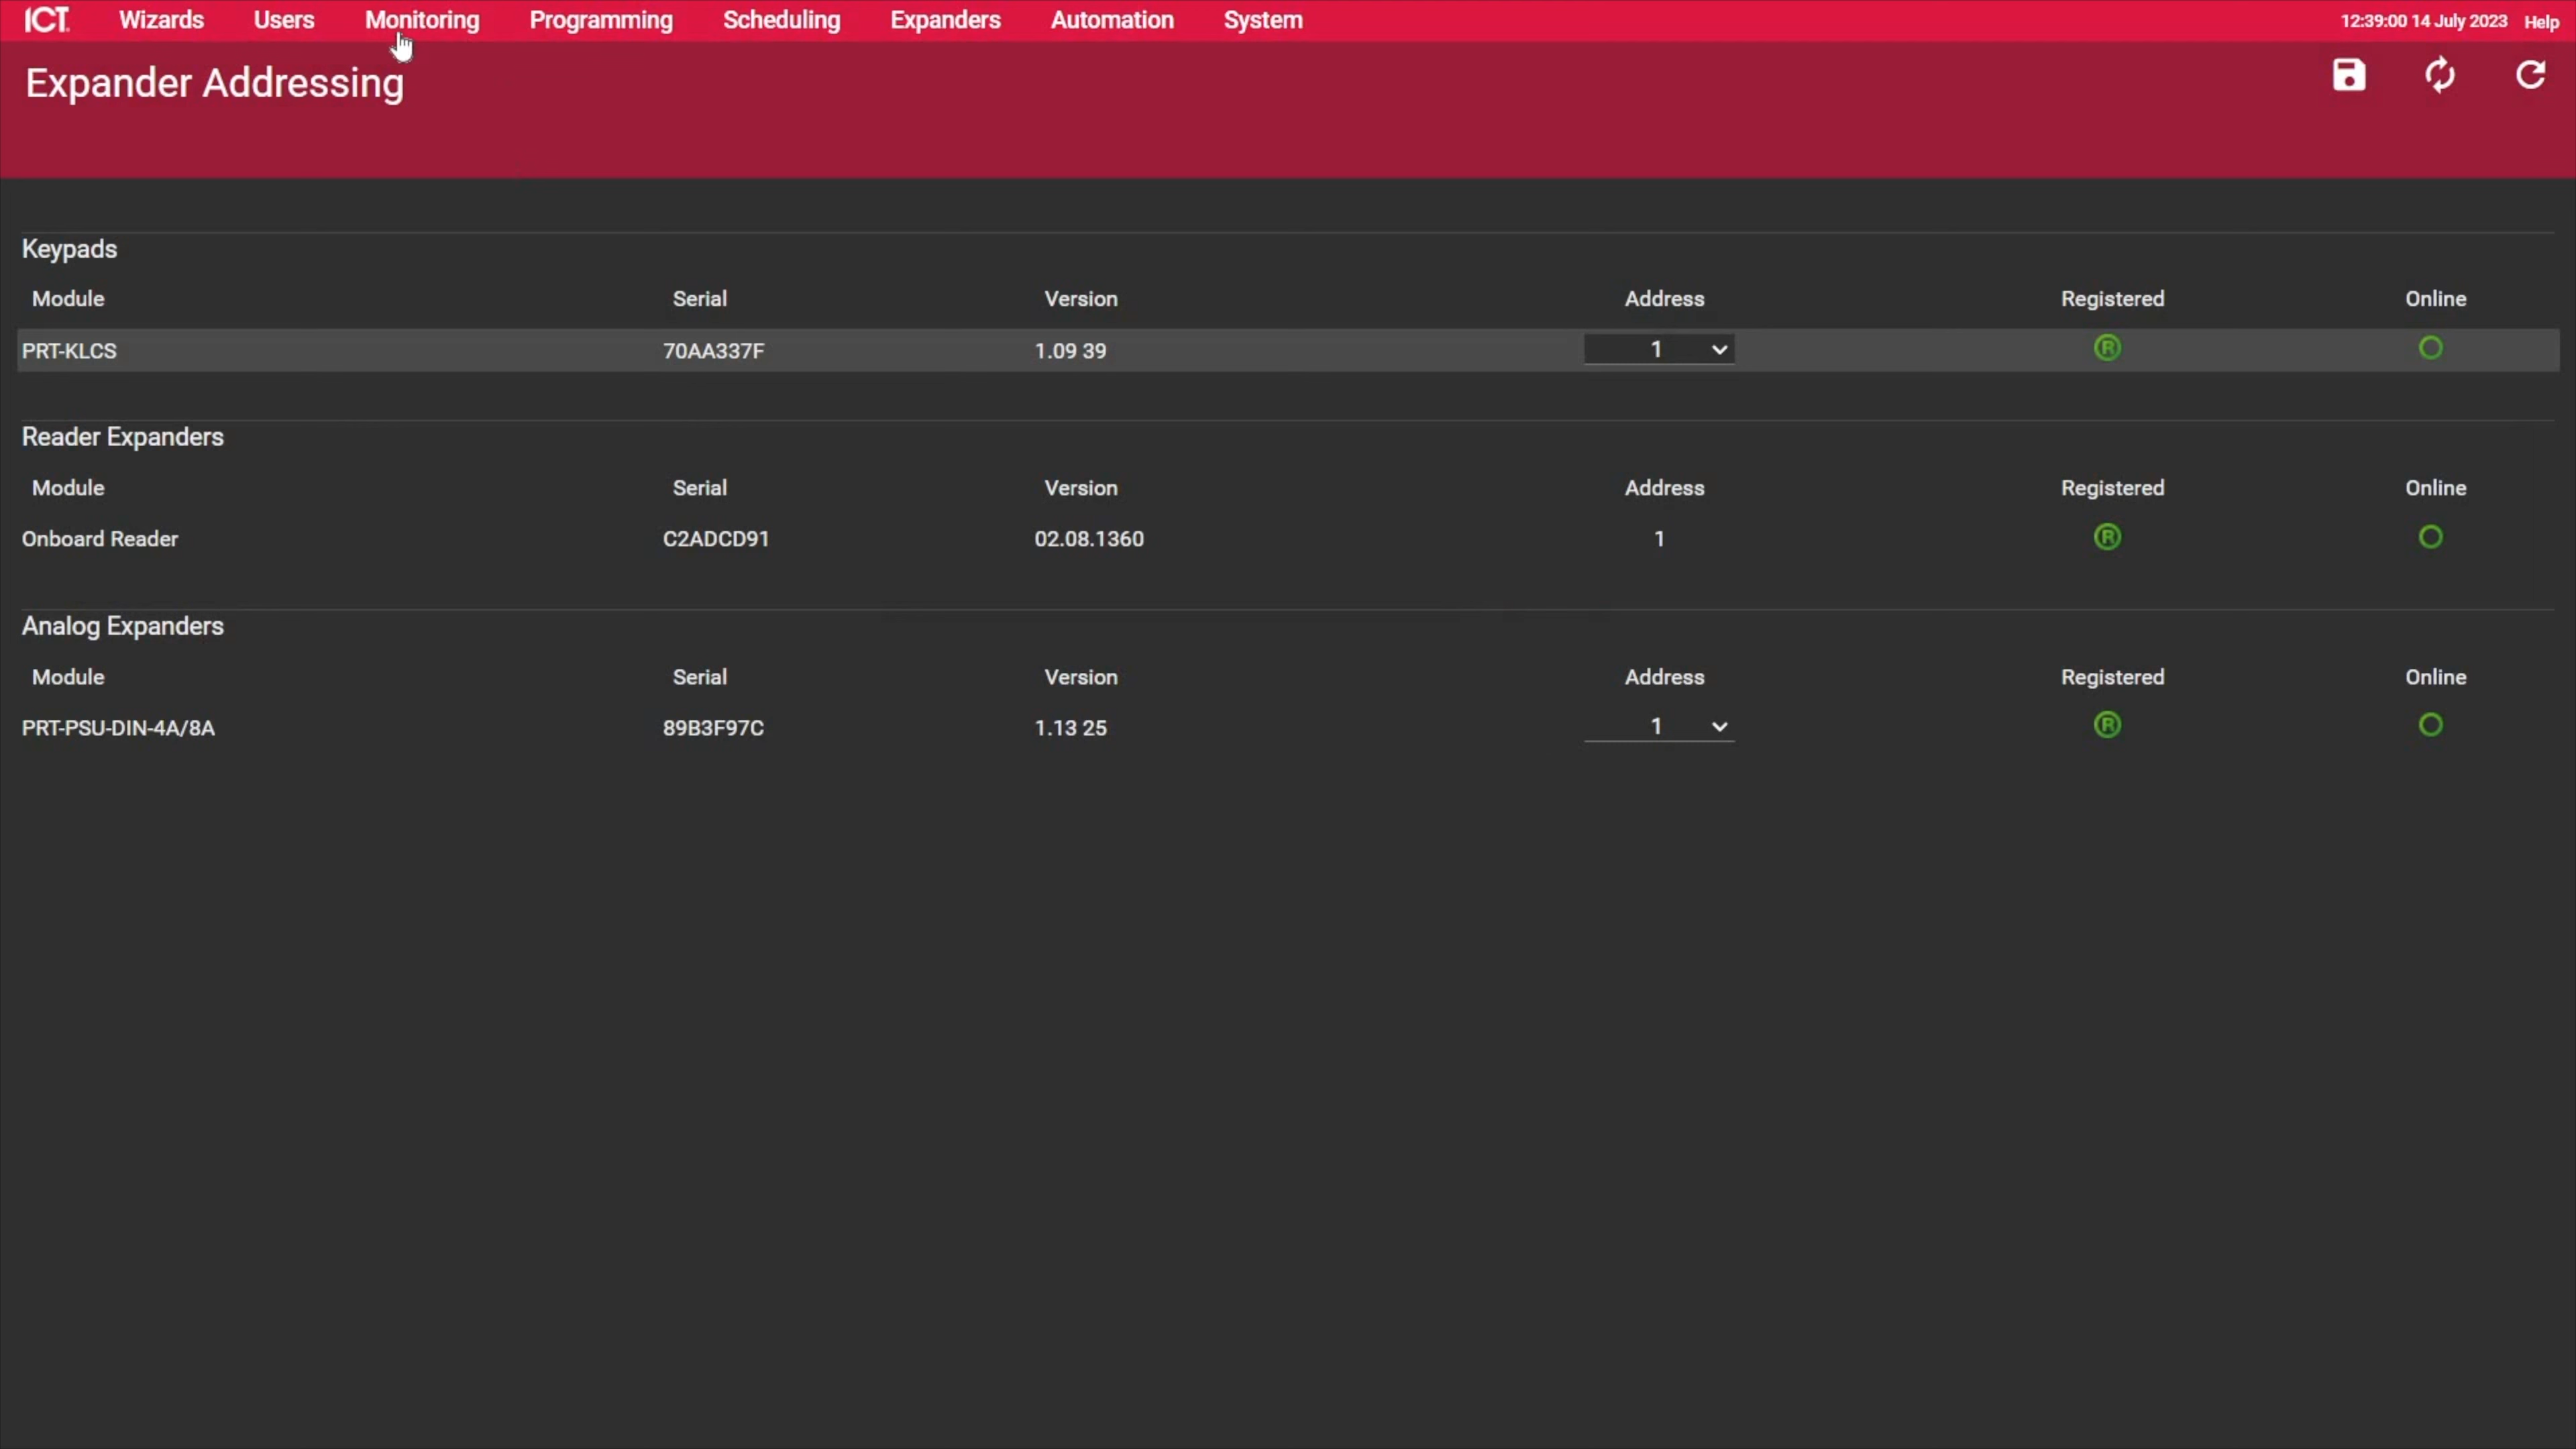 ICT. Wizards Users Monitoring Programming Scheduling Expanders Automation System 12:39:00 14 July 2023 Help
Expander Addressing
Keypads
Module Serial Version Address Registered Online
PRT-KLCS 70AA337F 1.09 39 1 R
Reader Expanders
Module Serial Version Address Registered Online
Onboard Reader C2ADCD91 02.08.1360 1 R
Analog Expanders
Module Serial Version Address Registered Online
PRT-PSU-DIN-4A/8A 89B3F97C 1.13 25 1 R